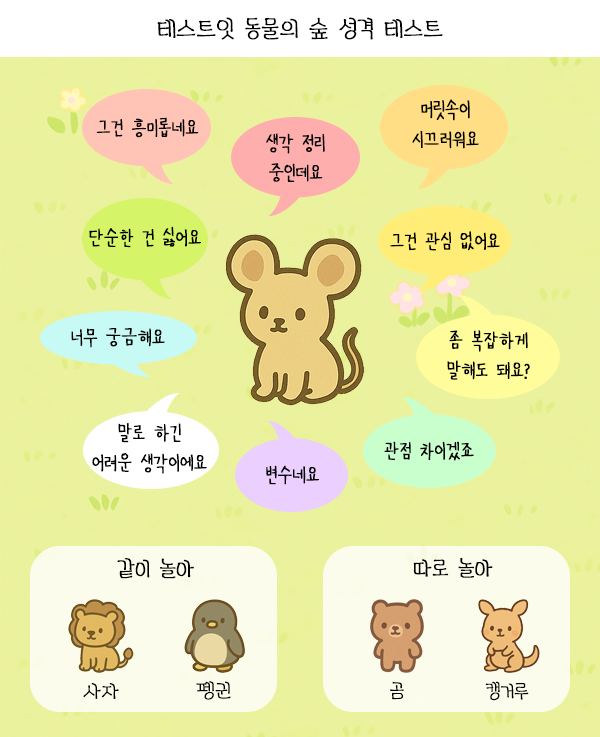 테스트잇 동물의 숲 성격 테스트
그건 흥미롭네요
생각 정리
중인데요
머릿속이
시끄러워요
단순한 건 싫어요
그건 관심 없어요
너무 궁금해요
좀 복잡하게
말해도 돼요?
말로 하긴
어려운 생각이에요
변수네요
관점 차이겠죠
같이 놀아
따로 놀아
사자
펭귄
곰
캥거루